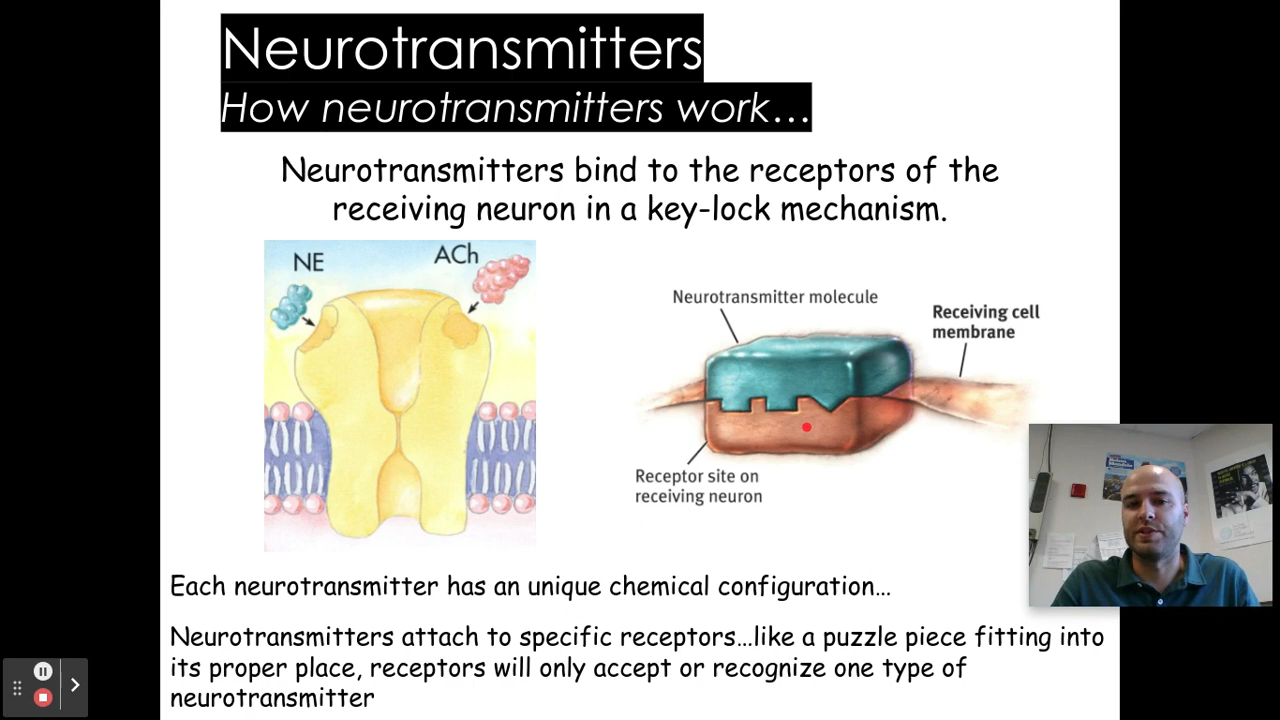 Neurotransmitters
How neurotransmitters work…
Neurotransmitters bind to the receptors of the
receiving neuron in a key-lock mechanism.
NE
ACh
Neurotransmitter molecule
Receiving cell
membrane
Receptor site on
receiving neuron
Each neurotransmitter has an unique chemical configuration…
Neurotransmitters attach to specific receptors…like a puzzle piece fitting into
its proper place, receptors will only accept or recognize one type of
neurotransmitter